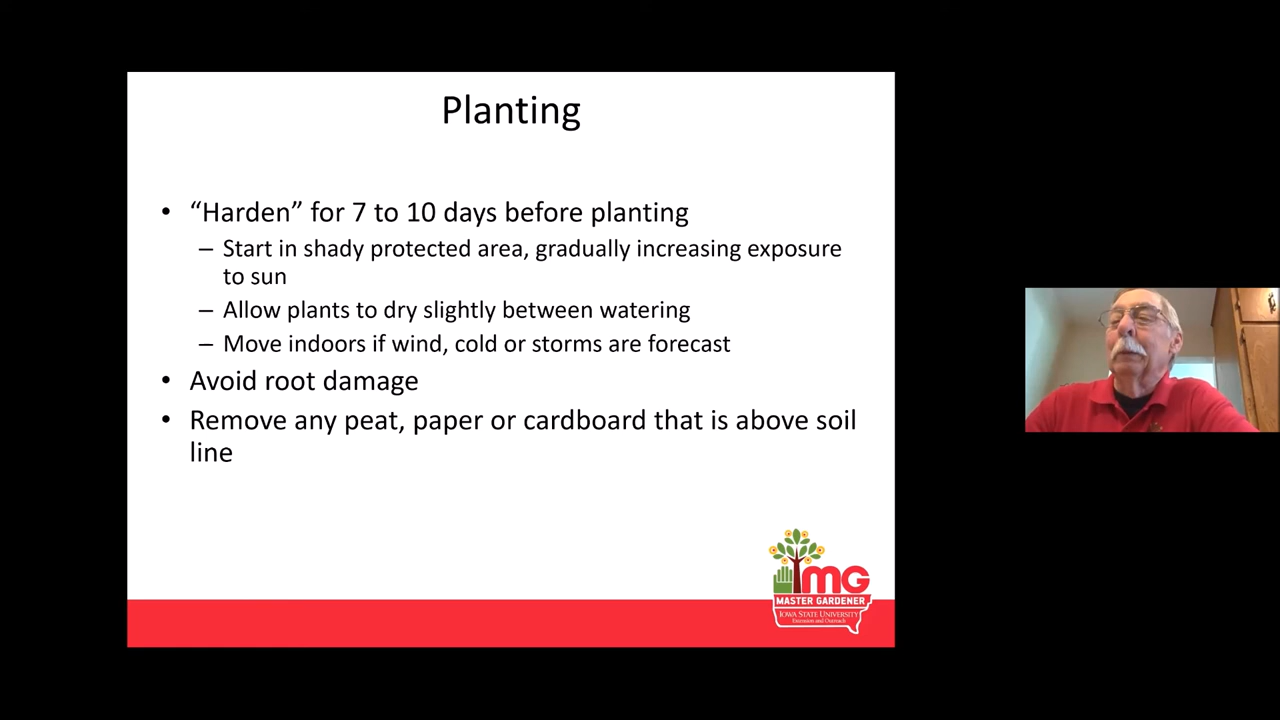 Planting
• “Harden” for 7 to 10 days before planting
– Start in shady protected area, gradually increasing exposure
to sun
– Allow plants to dry slightly between watering
– Move indoors if wind, cold or storms are forecast
• Avoid root damage
• Remove any peat, paper or cardboard that is above soil
line
MG
MASTER GARDENER
IOWA STATE UNIVERSITY
Extension and Outreach